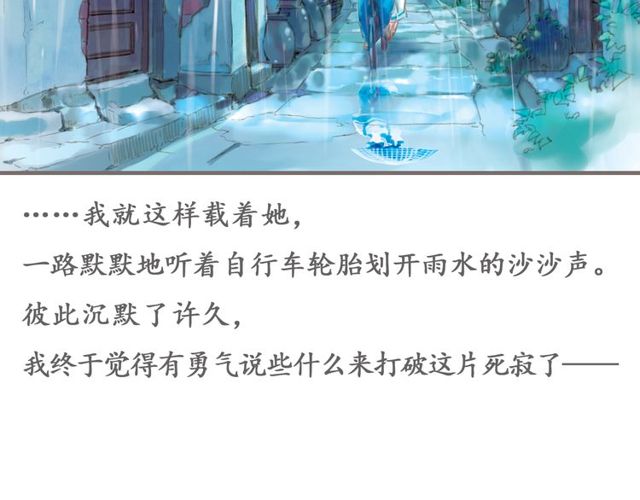 ……我就这样载着她，
一路默默地听着自行车轮胎划开雨水的沙沙声。
彼此沉默了许久，
我终于觉得有勇气说些什么来打破这片死寂了——